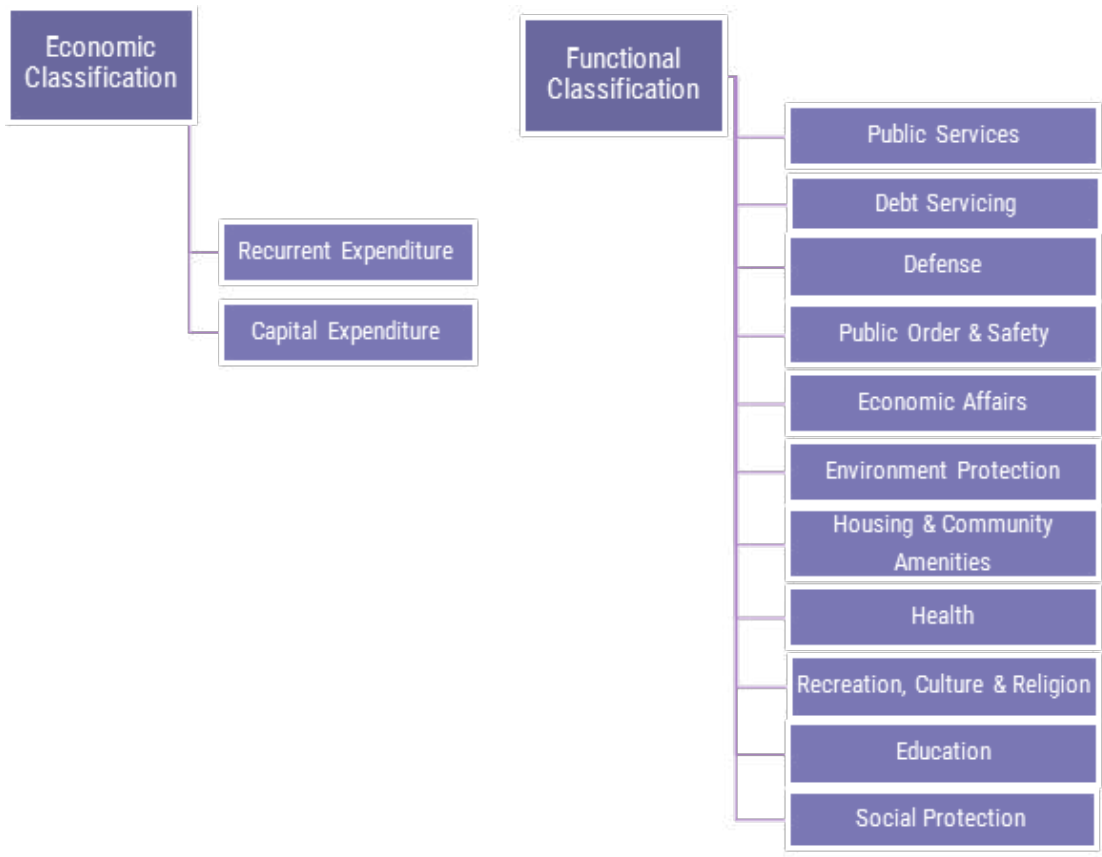 Economic
Classification
Recurrent Expenditure
Capital Expenditure
Functional
Classification
Public Services
Debt Servicing
Defense
Public Order & Safety
Economic Affairs
Environment Protection
Housing & Community
Amenities
Health
Recreation, Culture & Religion
Education
Social Protection